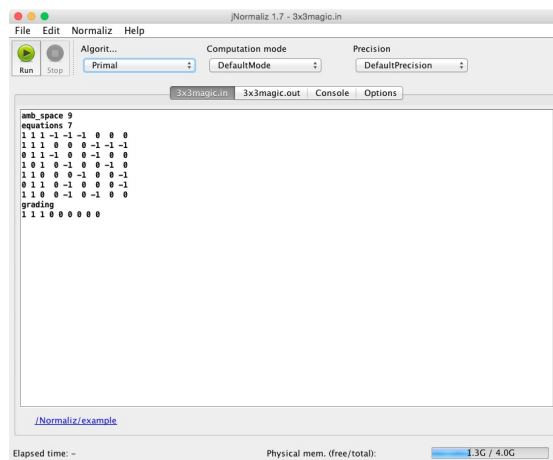 jNormaliz 1.7 - 3x3magic.in
File Edit Normaliz Help
Run
Stop
Algorit...
Primal
Computation mode
DefaultMode
Precision
DefaultPrecision
3x3magic.in 3x3magic.out Console Options
amb_space 9
equations 7
1 1 1 -1 -1 -1 0 0 0
1 1 1 0 0 0 -1 -1 -1
0 1 1 -1 0 0 -1 0 0
1 0 1 0 -1 0 0 -1 0
1 1 0 0 0 -1 0 0 -1
0 1 1 0 -1 0 0 0 -1
1 1 0 0 -1 0 -1 0 0
grading
1 1 1 0 0 0 0 0 0
/Normaliz/example
Elapsed time: –
Physical mem. (free/total):
1.3G / 4.0G